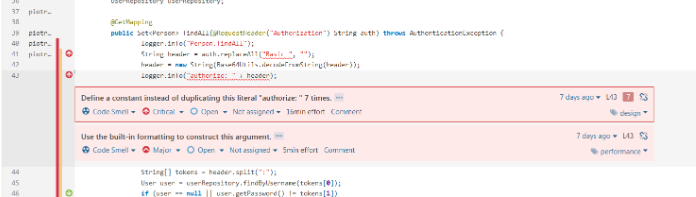 36 UserRepository userRepository;
37 piotr…
38 @GetMapping
39 piotr… public Set<Person> findAll(@RequestHeader("Authorization") String auth) throws AuthenticationException {
40 piotr… logger.info("Person.findAll");
41 piotr… String header = auth.replaceAll("Basic ", "");
42 header = new String(Base64Utils.decodeFromString(header));
43 logger.info("authorize: " + header);
Define a constant instead of duplicating this literal "authorize: " 7 times. 7 days ago L43 7
Code Smell Critical Open Not assigned 16min effort Comment design
Use the built-in formatting to construct this argument. 7 days ago L43
Code Smell Major Open Not assigned 5min effort Comment performance
44 String[] tokens = header.split(":");
45 User user = userRepository.findByUsername(tokens[0]);
46 if (user == null || user.getPassword() != tokens[1])